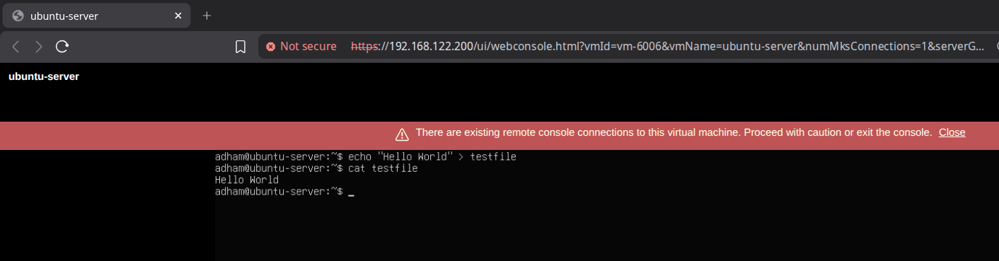 ubuntu-server
Not secure https://192.168.122.200/ui/webconsole.html?vmId=vm-6006&vmName=ubuntu-server&numMksConnections=1&serverG...
ubuntu-server
There are existing remote console connections to this virtual machine. Proceed with caution or exit the console. Close
adham@ubuntu-server:~$ echo "Hello World" > testfile
adham@ubuntu-server:~$ cat testfile
Hello World
adham@ubuntu-server:~$ _